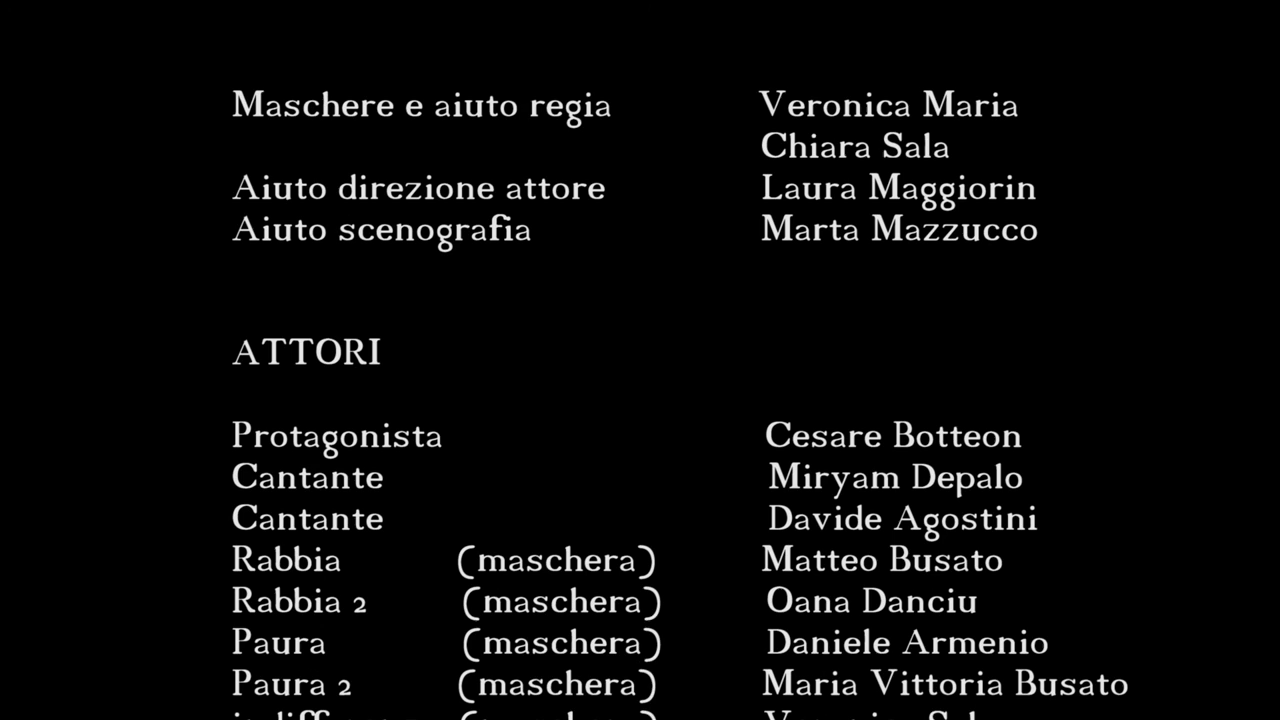 Maschere e aiuto regia Veronica Maria
Chiara Sala
Aiuto direzione attore Laura Maggiorin
Aiuto scenografia Marta Mazzucco
ATTORI
Protagonista Cesare Botteon
Cantante Miryam Depalo
Cantante Davide Agostini
Rabbia (maschera) Matteo Busato
Rabbia 2 (maschera) Oana Danciu
Paura (maschera) Daniele Armenio
Paura 2 (maschera) Maria Vittoria Busato